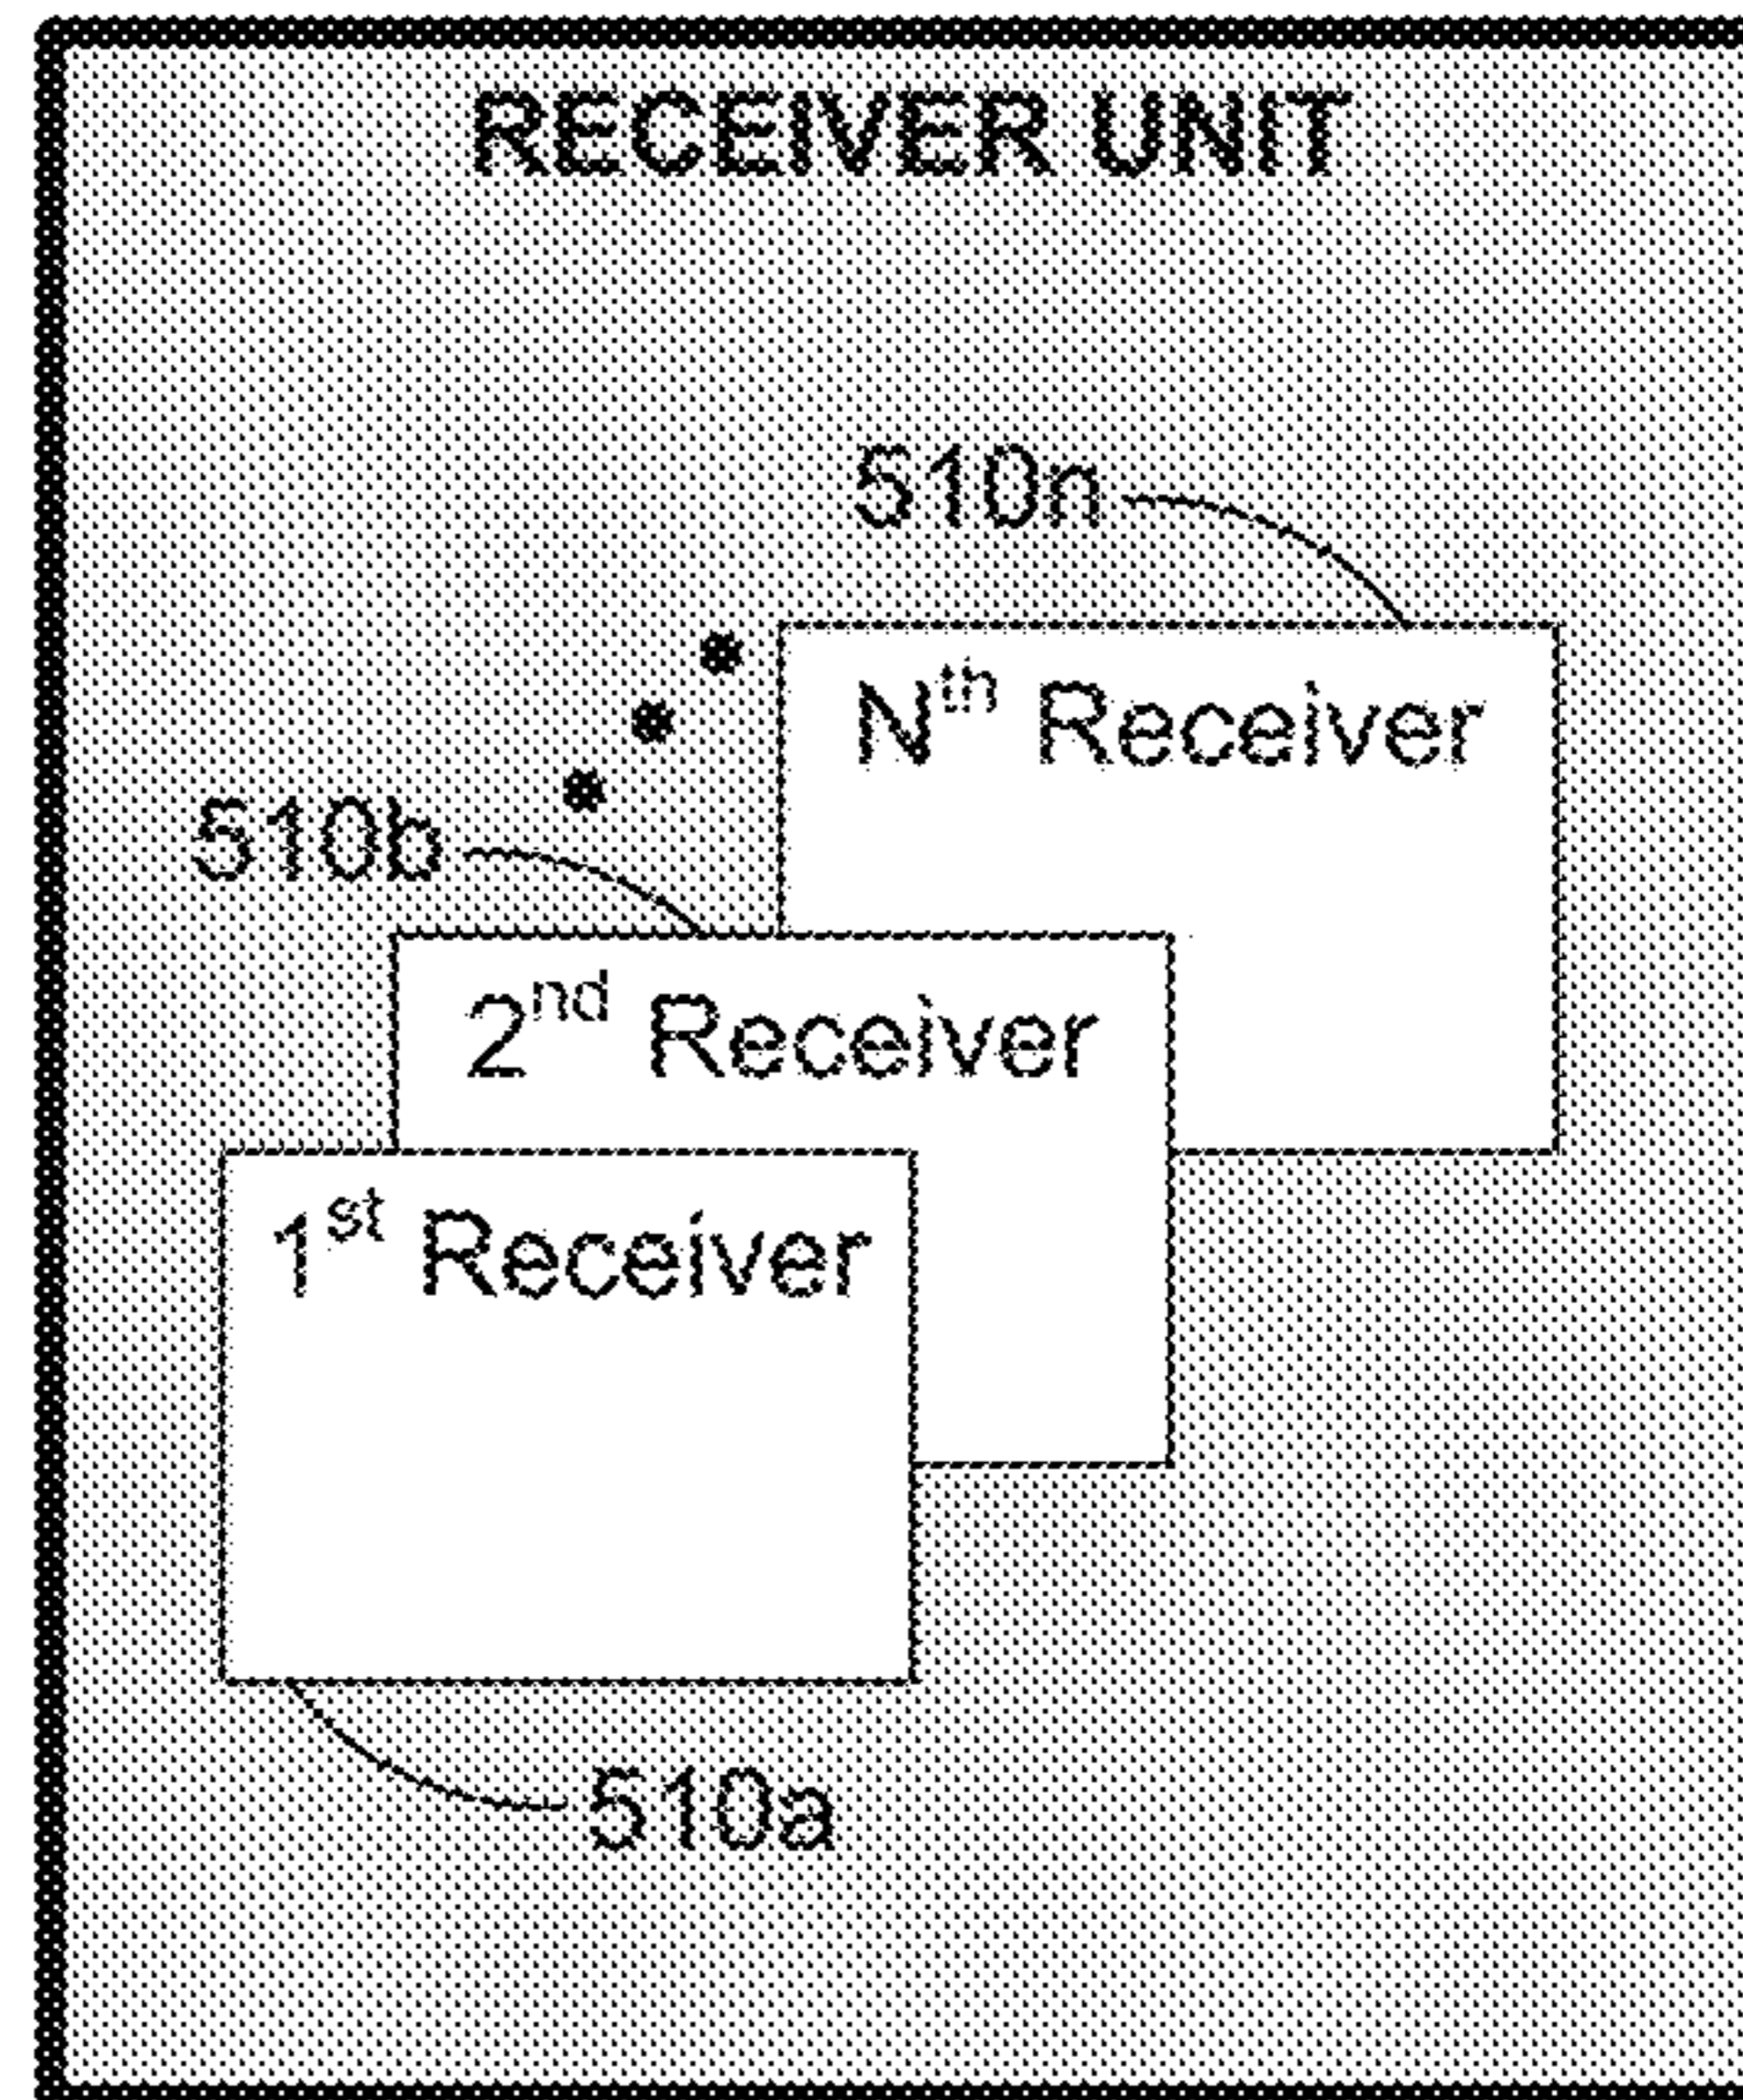 RECEIVER UNIT
510n
Nth Receiver
510b
2nd Receiver
1st Receiver
510a